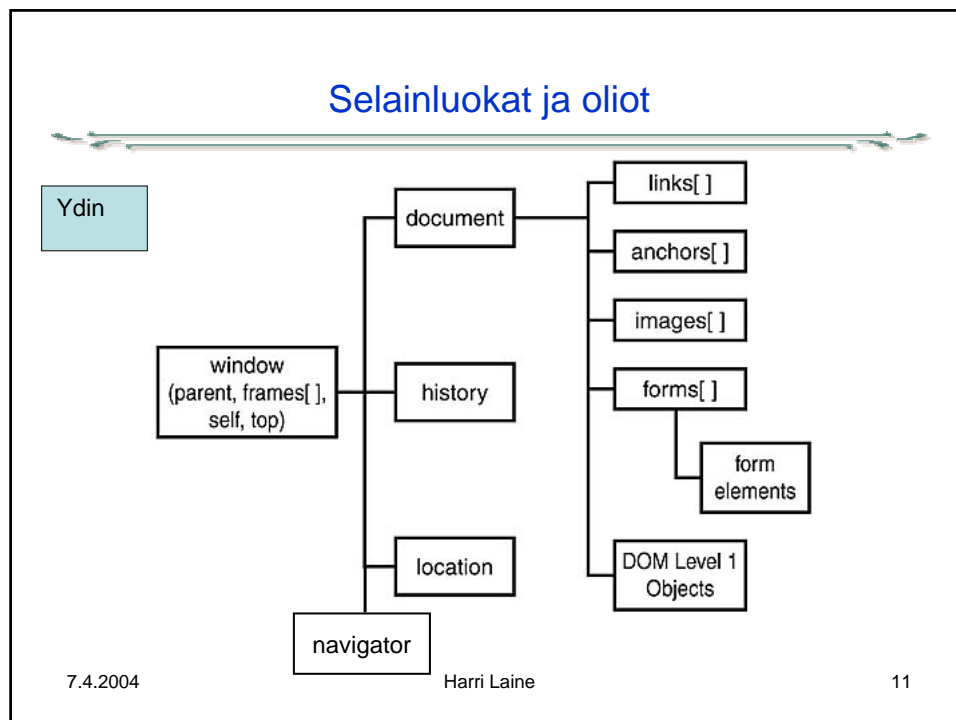 Selainluokat ja oliot
Ydin
window
(parent, frames[ ],
self, top)
document
history
location
navigator
links[ ]
anchors[ ]
images[ ]
forms[ ]
form
elements
DOM Level 1
Objects
7.4.2004
Harri Laine
11